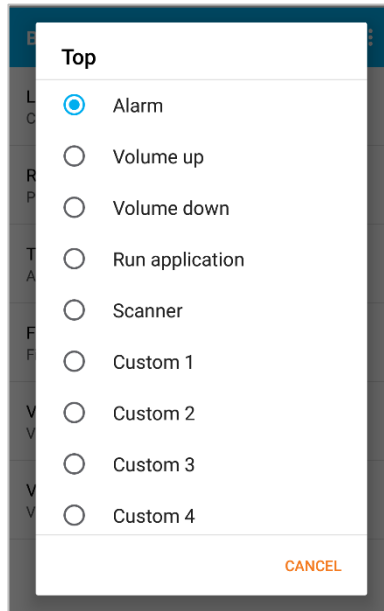 Top
Alarm
Volume up
Volume down
Run application
Scanner
Custom 1
Custom 2
Custom 3
Custom 4
CANCEL